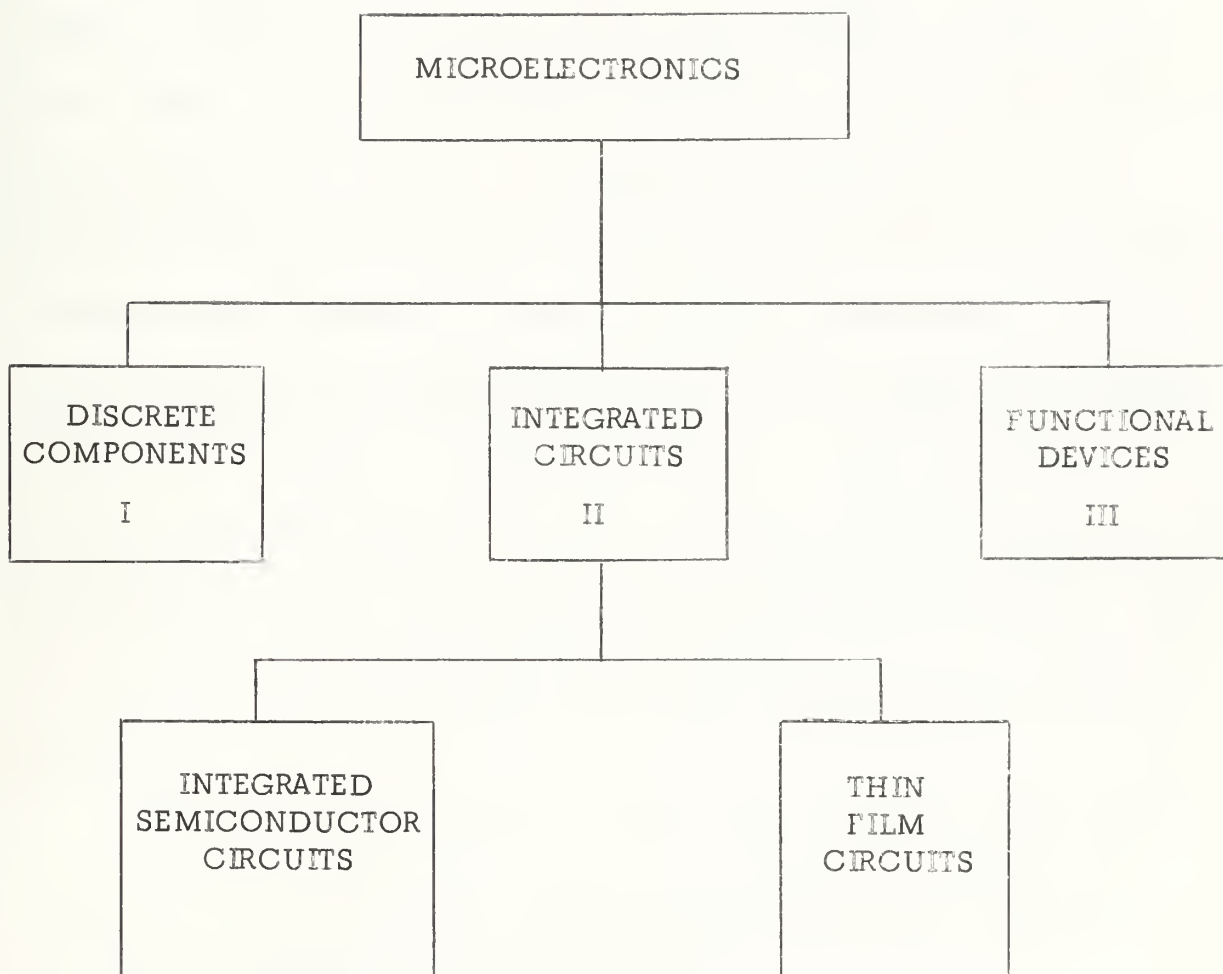 MICROELECTRONICS
DISCRETE
COMPONENTS
I
INTEGRATED
CIRCUITS
II
FUNCTIONAL
DEVICES
III
INTEGRATED
SEMICONDUCTOR
CIRCUITS
THIN
FILM
CIRCUITS